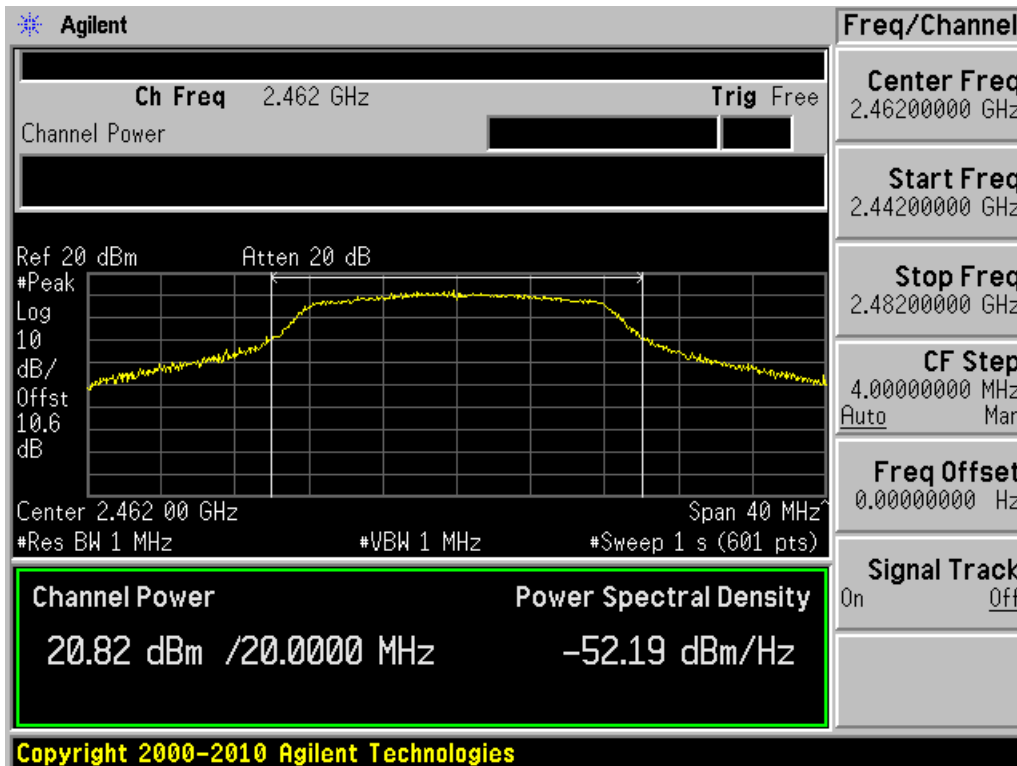 Agilent
Ch Freq 2.462 GHz Trig Free
Channel Power
Ref 20 dBm Atten 20 dB
#Peak
Log
10
dB/
Offst
10.6
dB
Center 2.462 00 GHz Span 40 MHz^
#Res BW 1 MHz #VBW 1 MHz #Sweep 1 s (601 pts)
Channel Power Power Spectral Density
20.82 dBm /20.0000 MHz -52.19 dBm/Hz
Copyright 2000-2010 Agilent Technologies
Freq/Channel
Center Freq
2.46200000 GHz
Start Freq
2.44200000 GHz
Stop Freq
2.48200000 GHz
CF Step
4.00000000 MHz
Auto Man
Freq Offset
0.00000000 Hz
Signal Track
On Off